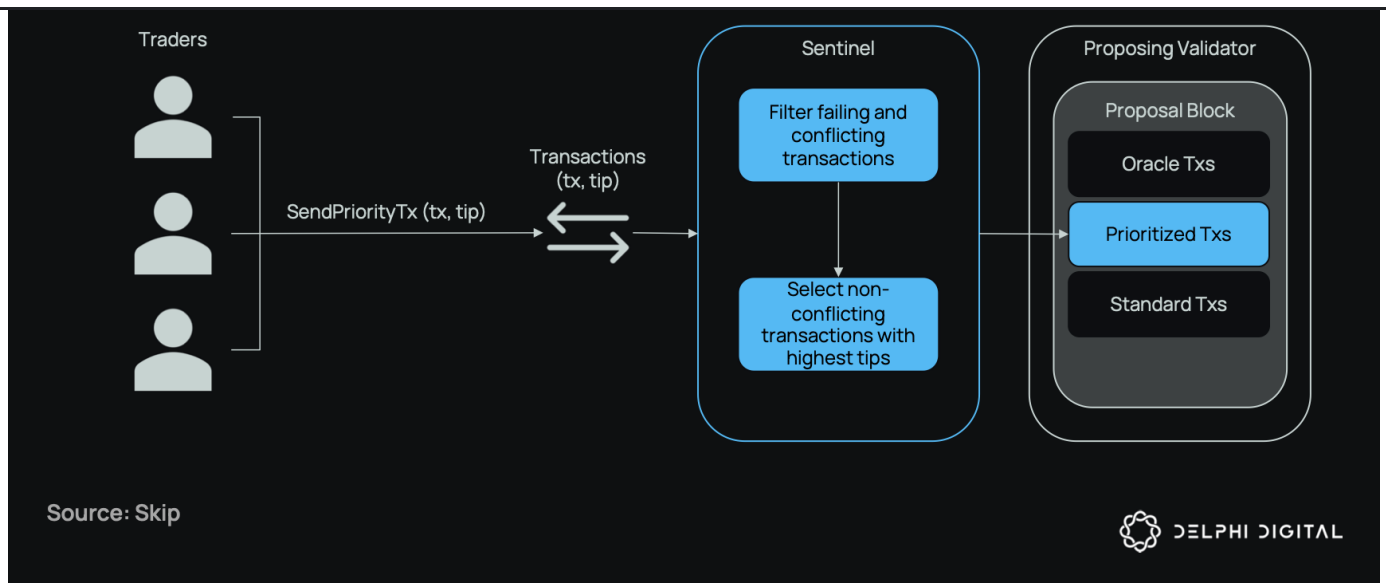 Traders
Sentinel
Proposing Validator
Filter failing and
conflicting
transactions
Proposal Block
Oracle Txs
Transactions
(tx, tip)
SendPriorityTx (tx, tip)
Prioritized Txs
Select non-
conflicting
transactions with
highest tips
Standard Txs
Source: Skip
DELPHI DIGITAL